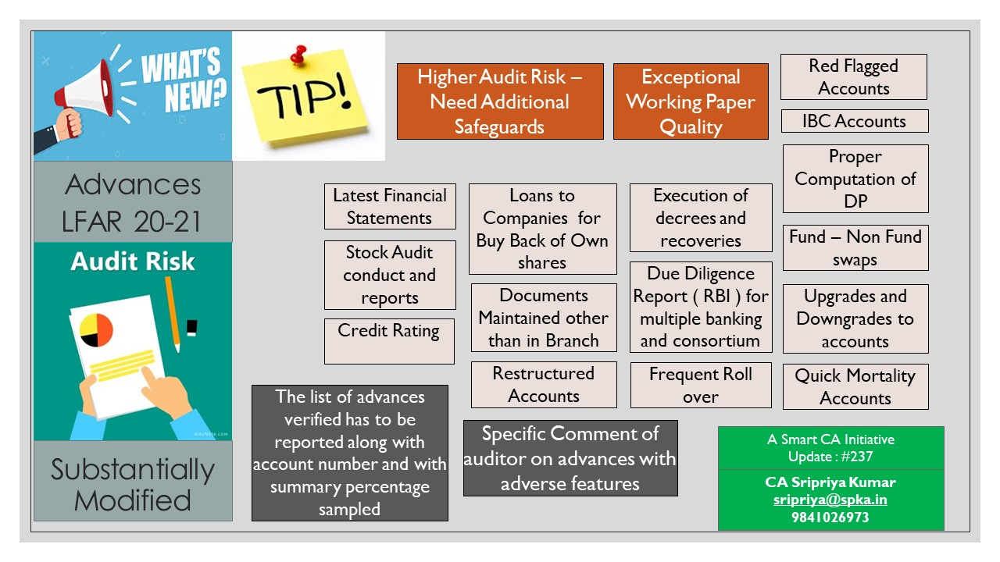 WHAT'S
NEW?
TIP!
Advances
LFAR 20-21
Audit Risk
EduNote.com
Substantially
Modified
Higher Audit Risk –
Need Additional
Safeguards
Exceptional
Working Paper
Quality
Latest Financial
Statements
Stock Audit
conduct and
reports
Credit Rating
Loans to
Companies for
Buy Back of Own
shares
Documents
Maintained other
than in Branch
Restructured
Accounts
Execution of
decrees and
recoveries
Due Diligence
Report ( RBI ) for
multiple banking
and consortium
Frequent Roll
over
Red Flagged
Accounts
IBC Accounts
Proper
Computation of
DP
Fund – Non Fund
swaps
Upgrades and
Downgrades to
accounts
Quick Mortality
Accounts
The list of advances
verified has to be
reported along with
account number and with
summary percentage
sampled
Specific Comment of
auditor on advances with
adverse features
A Smart CA Initiative
Update : #237
CA Sripriya Kumar
sripriya@spka.in
9841026973